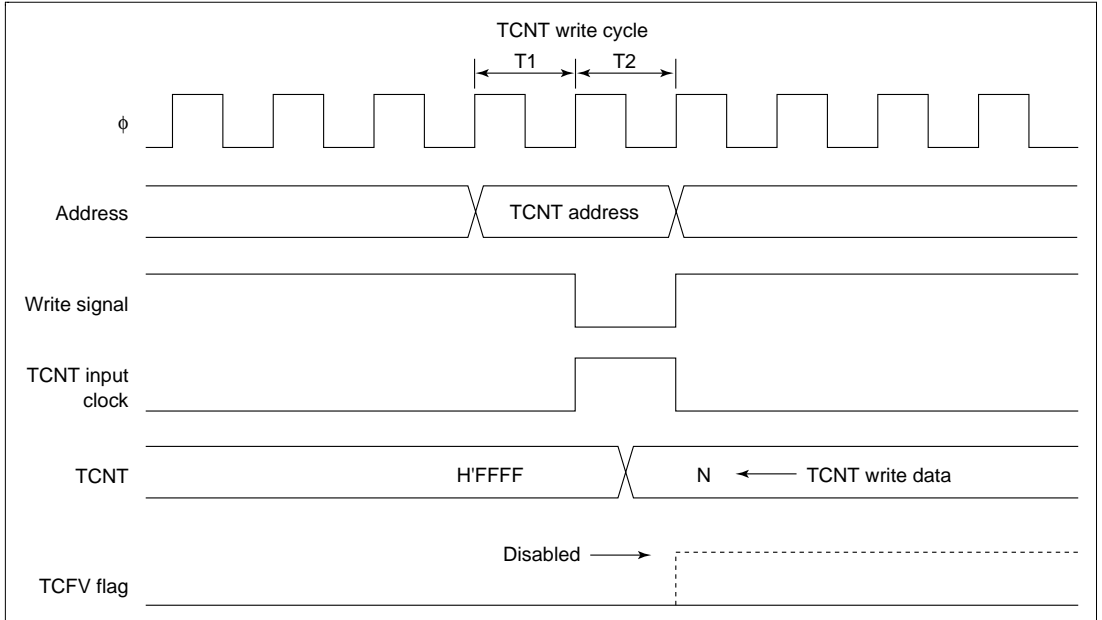 TCNT write cycle
T1 T2
ϕ
Address
TCNT address
Write signal
TCNT input
clock
TCNT
H'FFFF
N
TCNT write data
Disabled
TCFV flag